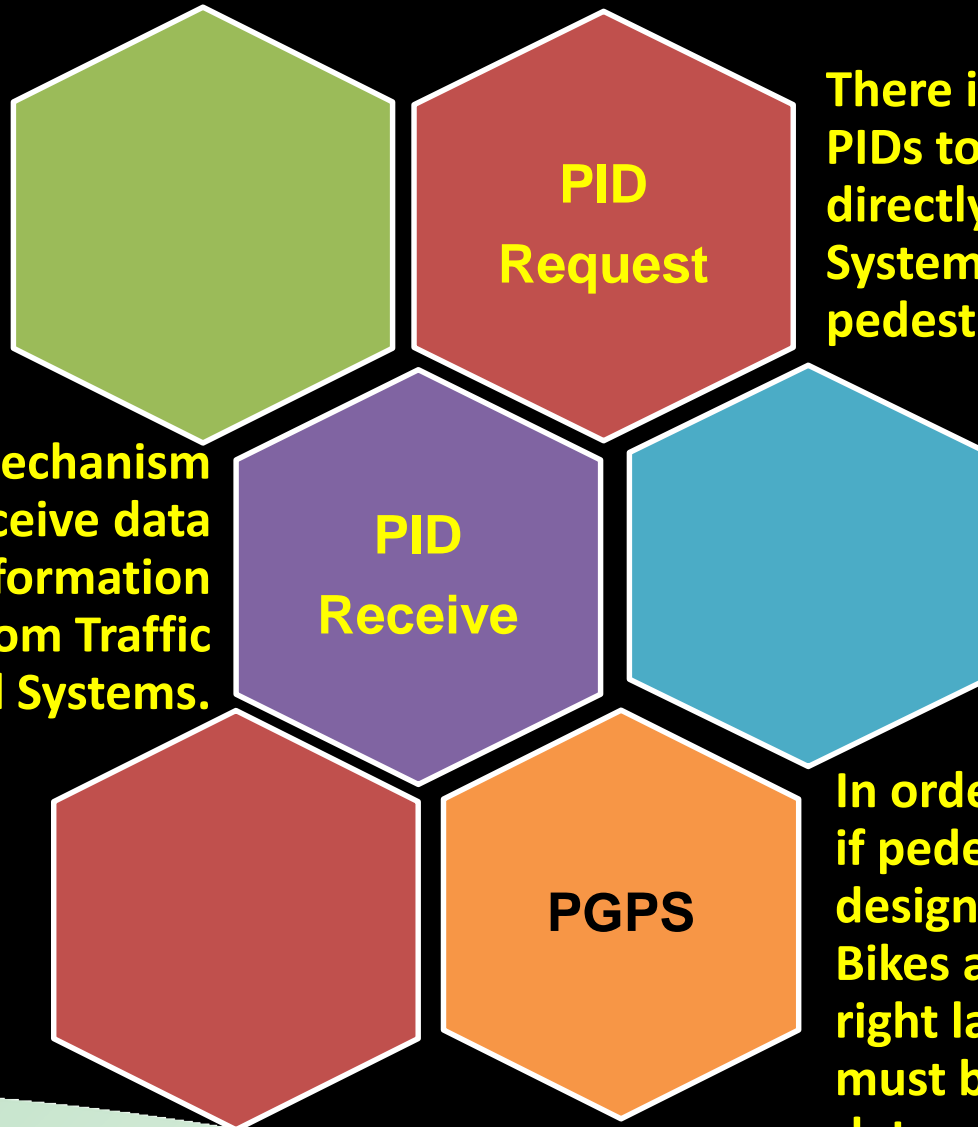 PID
Request
There i
PIDs to
directly
System
pedest
echanism
ceive data
formation
om Traffic
l Systems.
PID
Receive
PGPS
In orde
if pede
design
Bikes a
right la
must b